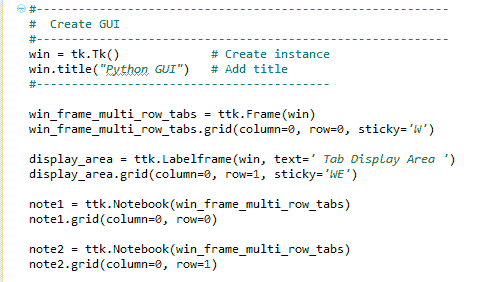 #-----------------------------------------------------------
#  Create GUI
#-----------------------------------------------------------
win = tk.Tk()             # Create instance
win.title("Python GUI")   # Add title
#------------------------------------------
win_frame_multi_row_tabs = ttk.Frame(win)
win_frame_multi_row_tabs.grid(column=0, row=0, sticky='W')
display_area = ttk.Labelframe(win, text=' Tab Display Area ')
display_area.grid(column=0, row=1, sticky='WE')
note1 = ttk.Notebook(win_frame_multi_row_tabs)
note1.grid(column=0, row=0)
note2 = ttk.Notebook(win_frame_multi_row_tabs)
note2.grid(column=0, row=1)